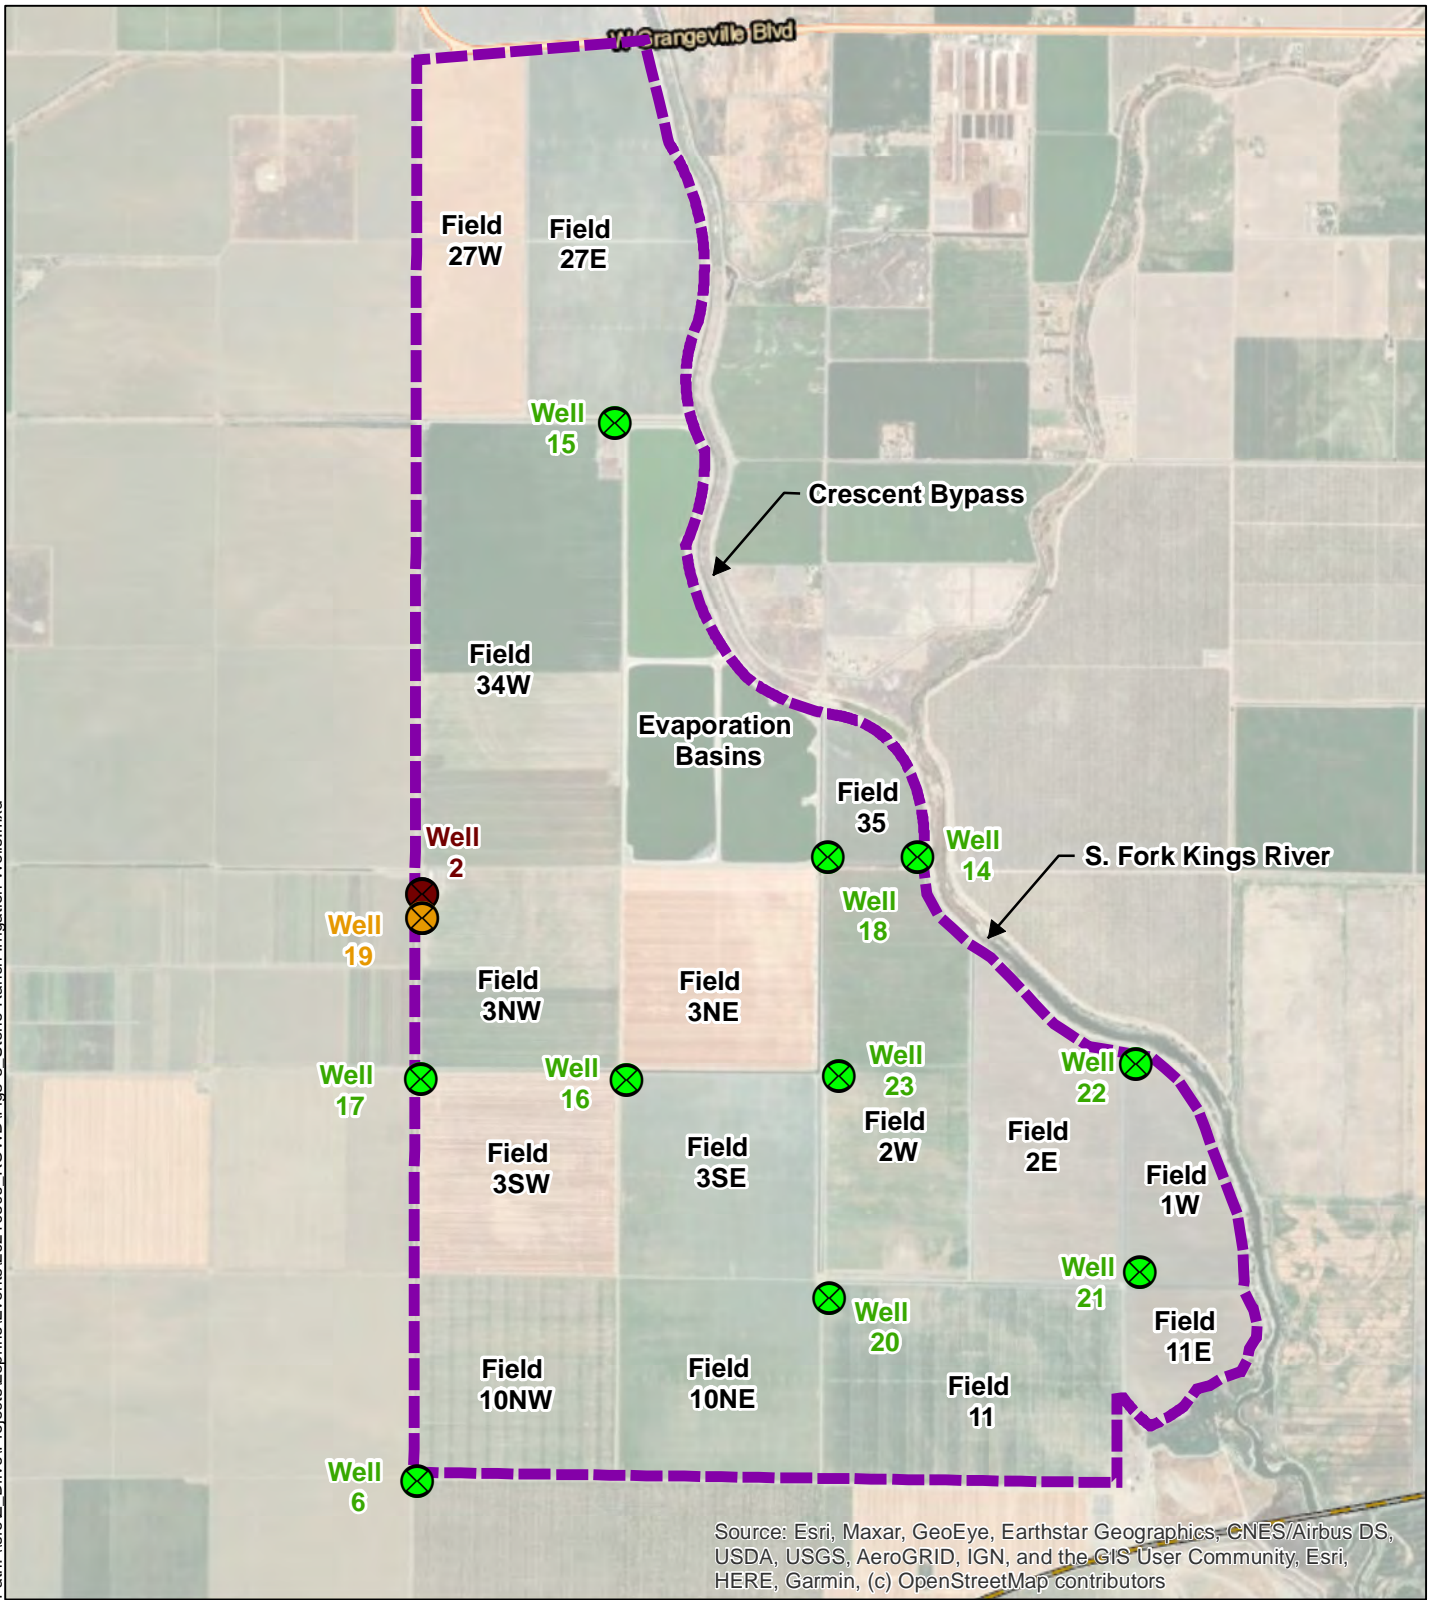 W Grangeville Blvd
Field
27W
Field
27E
Well
15
Crescent Bypass
Field
34W
Evaporation
Basins
Field
35
Well
2
Well
14
S. Fork Kings River
Well
18
Well
19
Field
3NW
Field
3NE
Well
17
Well
16
Well
23
Well
22
Field
2W
Field
2E
Field
3SW
Field
3SE
Field
1W
Well
21
Well
20
Field
11E
Field
10NW
Field
10NE
Field
11
Well
6
Source: Esri, Maxar, GeoEye, Earthstar Geographics, CNES/Airbus DS,
USDA, USGS, AeroGRID, IGN, and the GIS User Community, Esri,
HERE, Garmin, (c) OpenStreetMap contributors